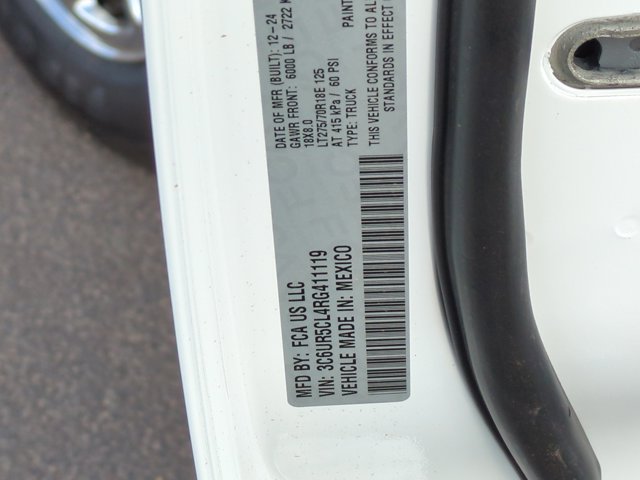 MFD BY: FCA US LLC
VIN: 3C6UR5CL4RG411119
VEHICLE MADE IN: MEXICO
DATE OF MFR (BUILT): 12-24
GAWR FRONT: 6000 LB / 2722 K
18X8.0
LT275/70R18E 125
AT 415 kPa / 60 PSI
TYPE: TRUCK
PAINT
THIS VEHICLE CONFORMS TO AL
STANDARDS IN EFFECT